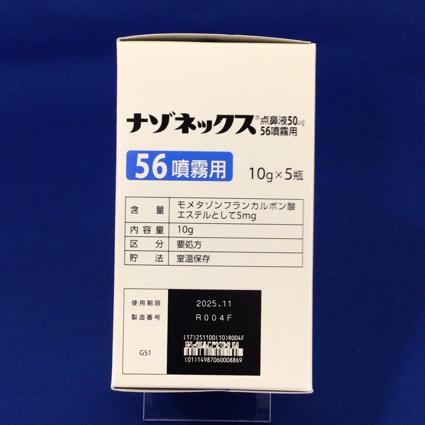 ナゾネックス®点鼻液50μg
56噴霧用
56噴霧用
10g×5瓶
含量 モメタゾンフランカルボン酸
エステルとして5mg
内容量 10g
区分 要処方
貯法 室温保存
使用期限 2025.11
製造番号 R004F
(17)251100(10)R004F
GS1
(01)14987060008869